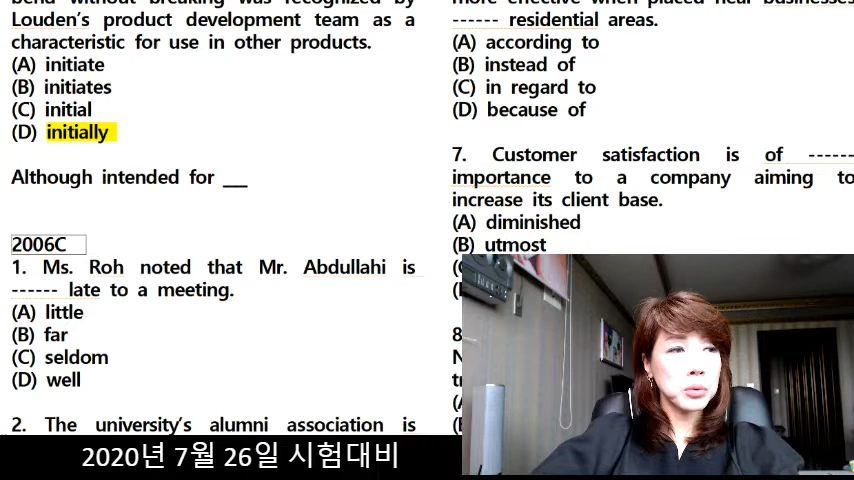 bend without breaking was recognized by
Louden's product development team as a
characteristic for use in other products.
(A) initiate
(B) initiates
(C) initial
(D) initially
Although intended for __
2006C
1. Ms. Roh noted that Mr. Abdullahi is
------ late to a meeting.
(A) little
(B) far
(C) seldom
(D) well
2. The university's alumni association is
more effective when placed near businesses
------ residential areas.
(A) according to
(B) instead of
(C) in regard to
(D) because of
7. Customer satisfaction is of ------
importance to a company aiming to
increase its client base.
(A) diminished
(B) utmost
8
N
2020년 7월 26일 시험대비